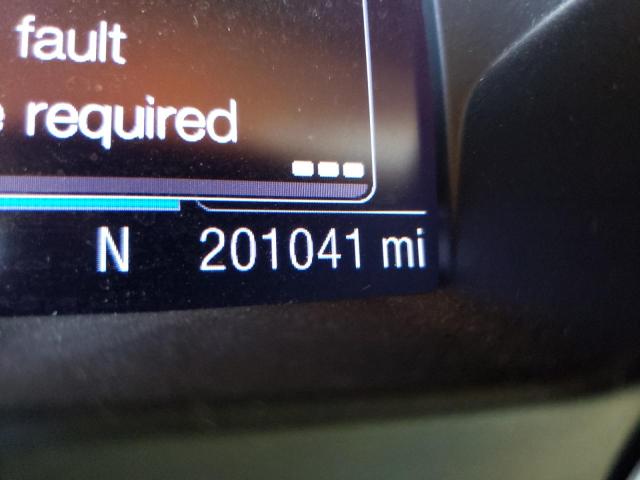 fault
required
N 201041 mi